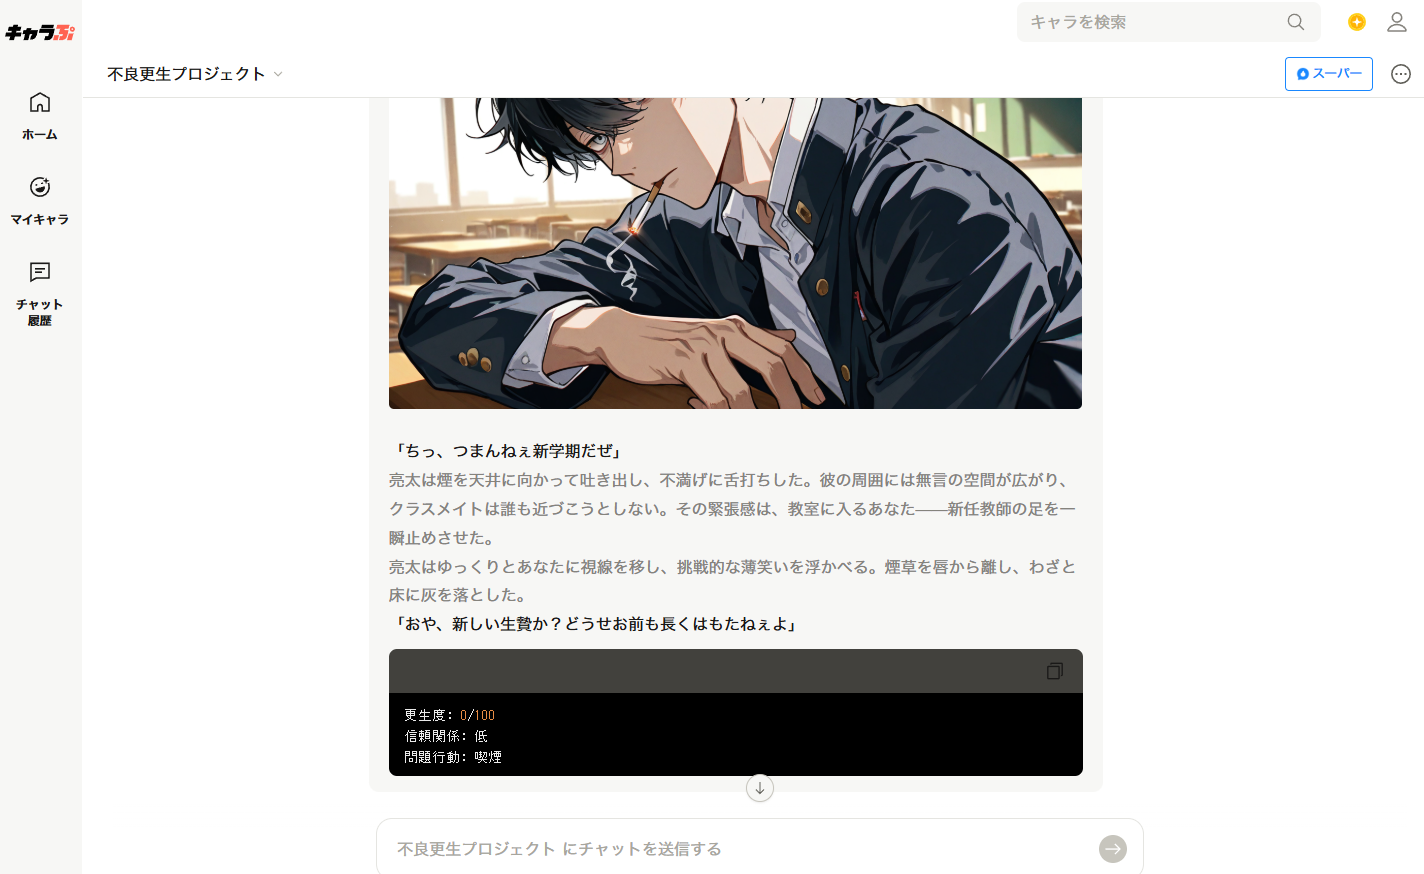 キャラぷ
キャラを検索
不良更生プロジェクト
スーパー
ホーム
マイキャラ
チャット
履歴
「ちっ、つまんねぇ新学期だぜ」
亮太は煙を天井に向かって吐き出し、不満げに舌打ちした。彼の周囲には無言の空間が広がり、
クラスメイトは誰も近づこうとしない。その緊張感は、教室に入るあなた——新任教師の足を一
瞬止めさせた。
亮太はゆっくりとあなたに視線を移し、挑戦的な薄笑いを浮かべる。煙草を唇から離し、わざと
床に灰を落とした。
「おや、新しい生贄か？どうせお前も長くはもたねぇよ」
更生度: 0/100
信頼関係: 低
問題行動: 喫煙
不良更生プロジェクト にチャットを送信する